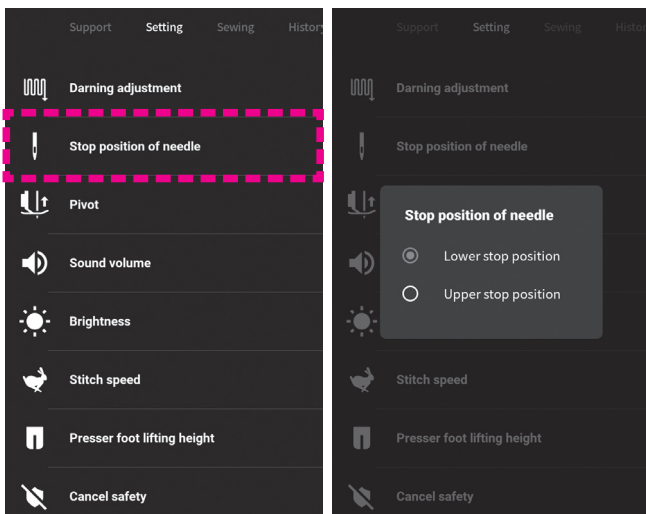 Support Setting Sewing History
Darning adjustment
Stop position of needle
Pivot
Sound volume
Brightness
Stitch speed
Presser foot lifting height
Cancel safety
Support Setting Sewing Histor
Darning adjustment
Stop position of needle
Stop position of needle
Lower stop position
Upper stop position
Stitch speed
Presser foot lifting height
Cancel safety